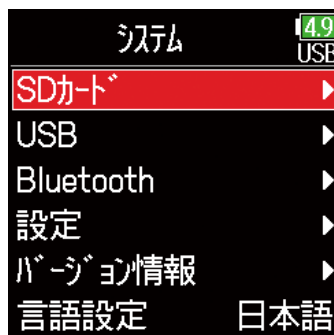 システム
4.9
USB
SDカード
USB
Bluetooth
設定
バージョン情報
言語設定 日本語